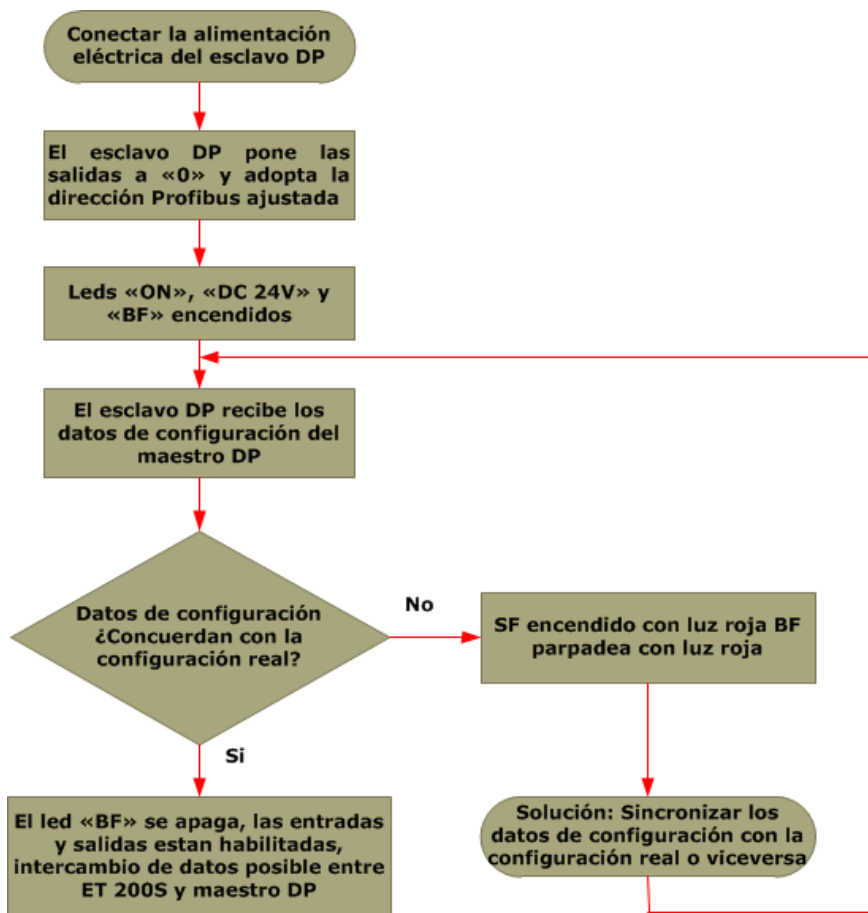 Conectar la alimentación
eléctrica del esclavo DP
El esclavo DP pone las
salidas a «0» y adopta la
dirección Profibus ajustada
Leds «ON», «DC 24V» y
«BF» encendidos
El esclavo DP recibe los
datos de configuración del
maestro DP
Datos de configuración
¿Concuerdan con la
configuración real?
No
SF encendido con luz roja BF
parpadea con luz roja
Si
El led «BF» se apaga, las entradas
y salidas estan habilitadas,
intercambio de datos posible entre
ET 200S y maestro DP
Solución: Sincronizar los
datos de configuración con la
configuración real o viceversa